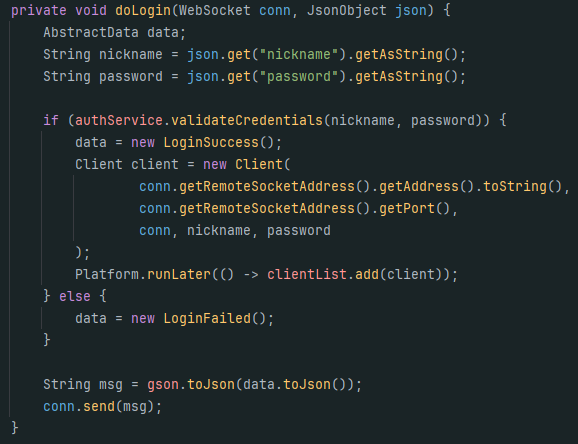 private void doLogin(WebSocket conn, JsonObject json) {
    AbstractData data;
    String nickname = json.get("nickname").getAsString();
    String password = json.get("password").getAsString();

    if (authService.validateCredentials(nickname, password)) {
        data = new LoginSuccess();
        Client client = new Client(
                conn.getRemoteSocketAddress().getAddress().toString(),
                conn.getRemoteSocketAddress().getPort(),
                conn, nickname, password
        );
        Platform.runLater(() -> clientList.add(client));
    } else {
        data = new LoginFailed();
    }

    String msg = gson.toJson(data.toJson());
    conn.send(msg);
}